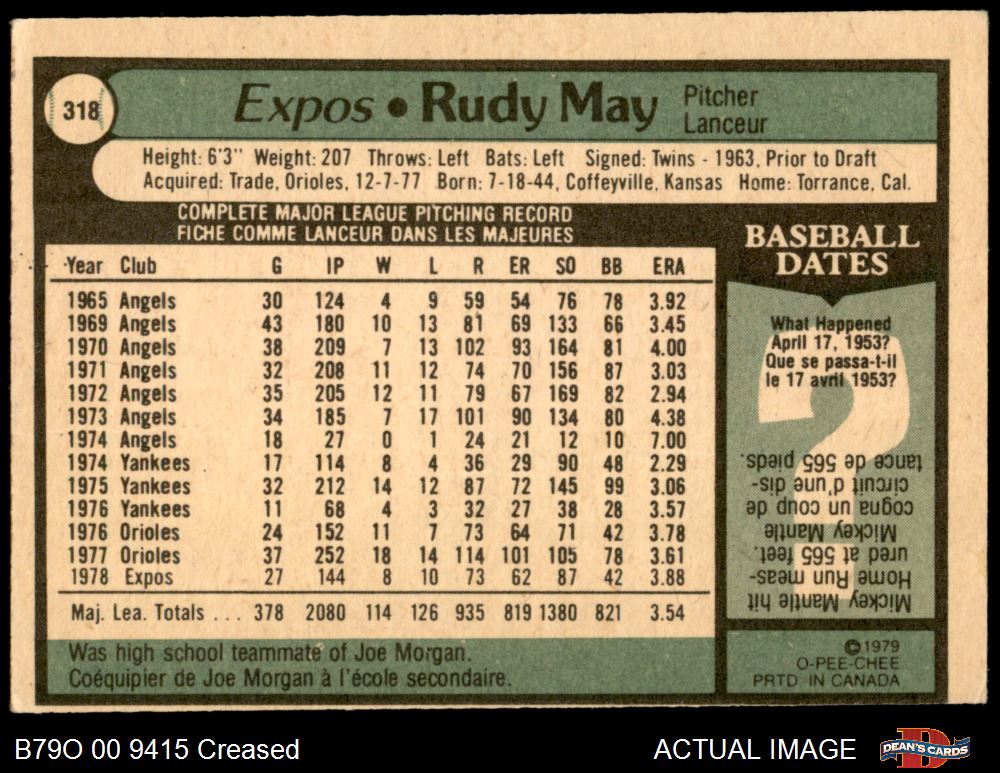 318
Expos • Rudy May
Pitcher
Lanceur
Height: 6'3'' Weight: 207 Throws: Left Bats: Left Signed: Twins - 1963, Prior to Draft
Acquired: Trade, Orioles, 12-7-77 Born: 7-18-44, Coffeyville, Kansas Home: Torrance, Cal.
COMPLETE MAJOR LEAGUE PITCHING RECORD
FICHE COMME LANCEUR DANS LES MAJEURES
Year Club G IP W L R ER SO BB ERA
1965 Angels 30 124 4 9 59 54 76 78 3.92
1969 Angels 43 180 10 13 81 69 133 66 3.45
1970 Angels 38 209 7 13 102 93 164 81 4.00
1971 Angels 32 208 11 12 74 70 156 87 3.03
1972 Angels 35 205 12 11 79 67 169 82 2.94
1973 Angels 34 185 7 17 101 90 134 80 4.38
1974 Angels 18 27 0 1 24 21 12 10 7.00
1974 Yankees 17 114 8 4 36 29 90 48 2.29
1975 Yankees 32 212 14 12 87 72 145 99 3.06
1976 Yankees 11 68 4 3 32 27 38 28 3.57
1976 Orioles 24 152 11 7 73 64 71 42 3.78
1977 Orioles 37 252 18 14 114 101 105 78 3.61
1978 Expos 27 144 8 10 73 62 87 42 3.88
Maj. Lea. Totals . . . 378 2080 114 126 935 819 1380 821 3.54
Was high school teammate of Joe Morgan.
Coéquipier de Joe Morgan à l'école secondaire.
BASEBALL
DATES
What Happened
April 17, 1953?
Que se passa-t-il
le 17 avril 1953?
Mickey Mantle hit
Home Run meas-
ured at 565 feet.
Mickey Mantle
cogna un coup de
circuit d'une dis-
tance de 565 pieds.
©1979
O-PEE-CHEE
PRTD IN CANADA
B79O 00 9415 Creased
ACTUAL IMAGE
DEAN'S CARDS